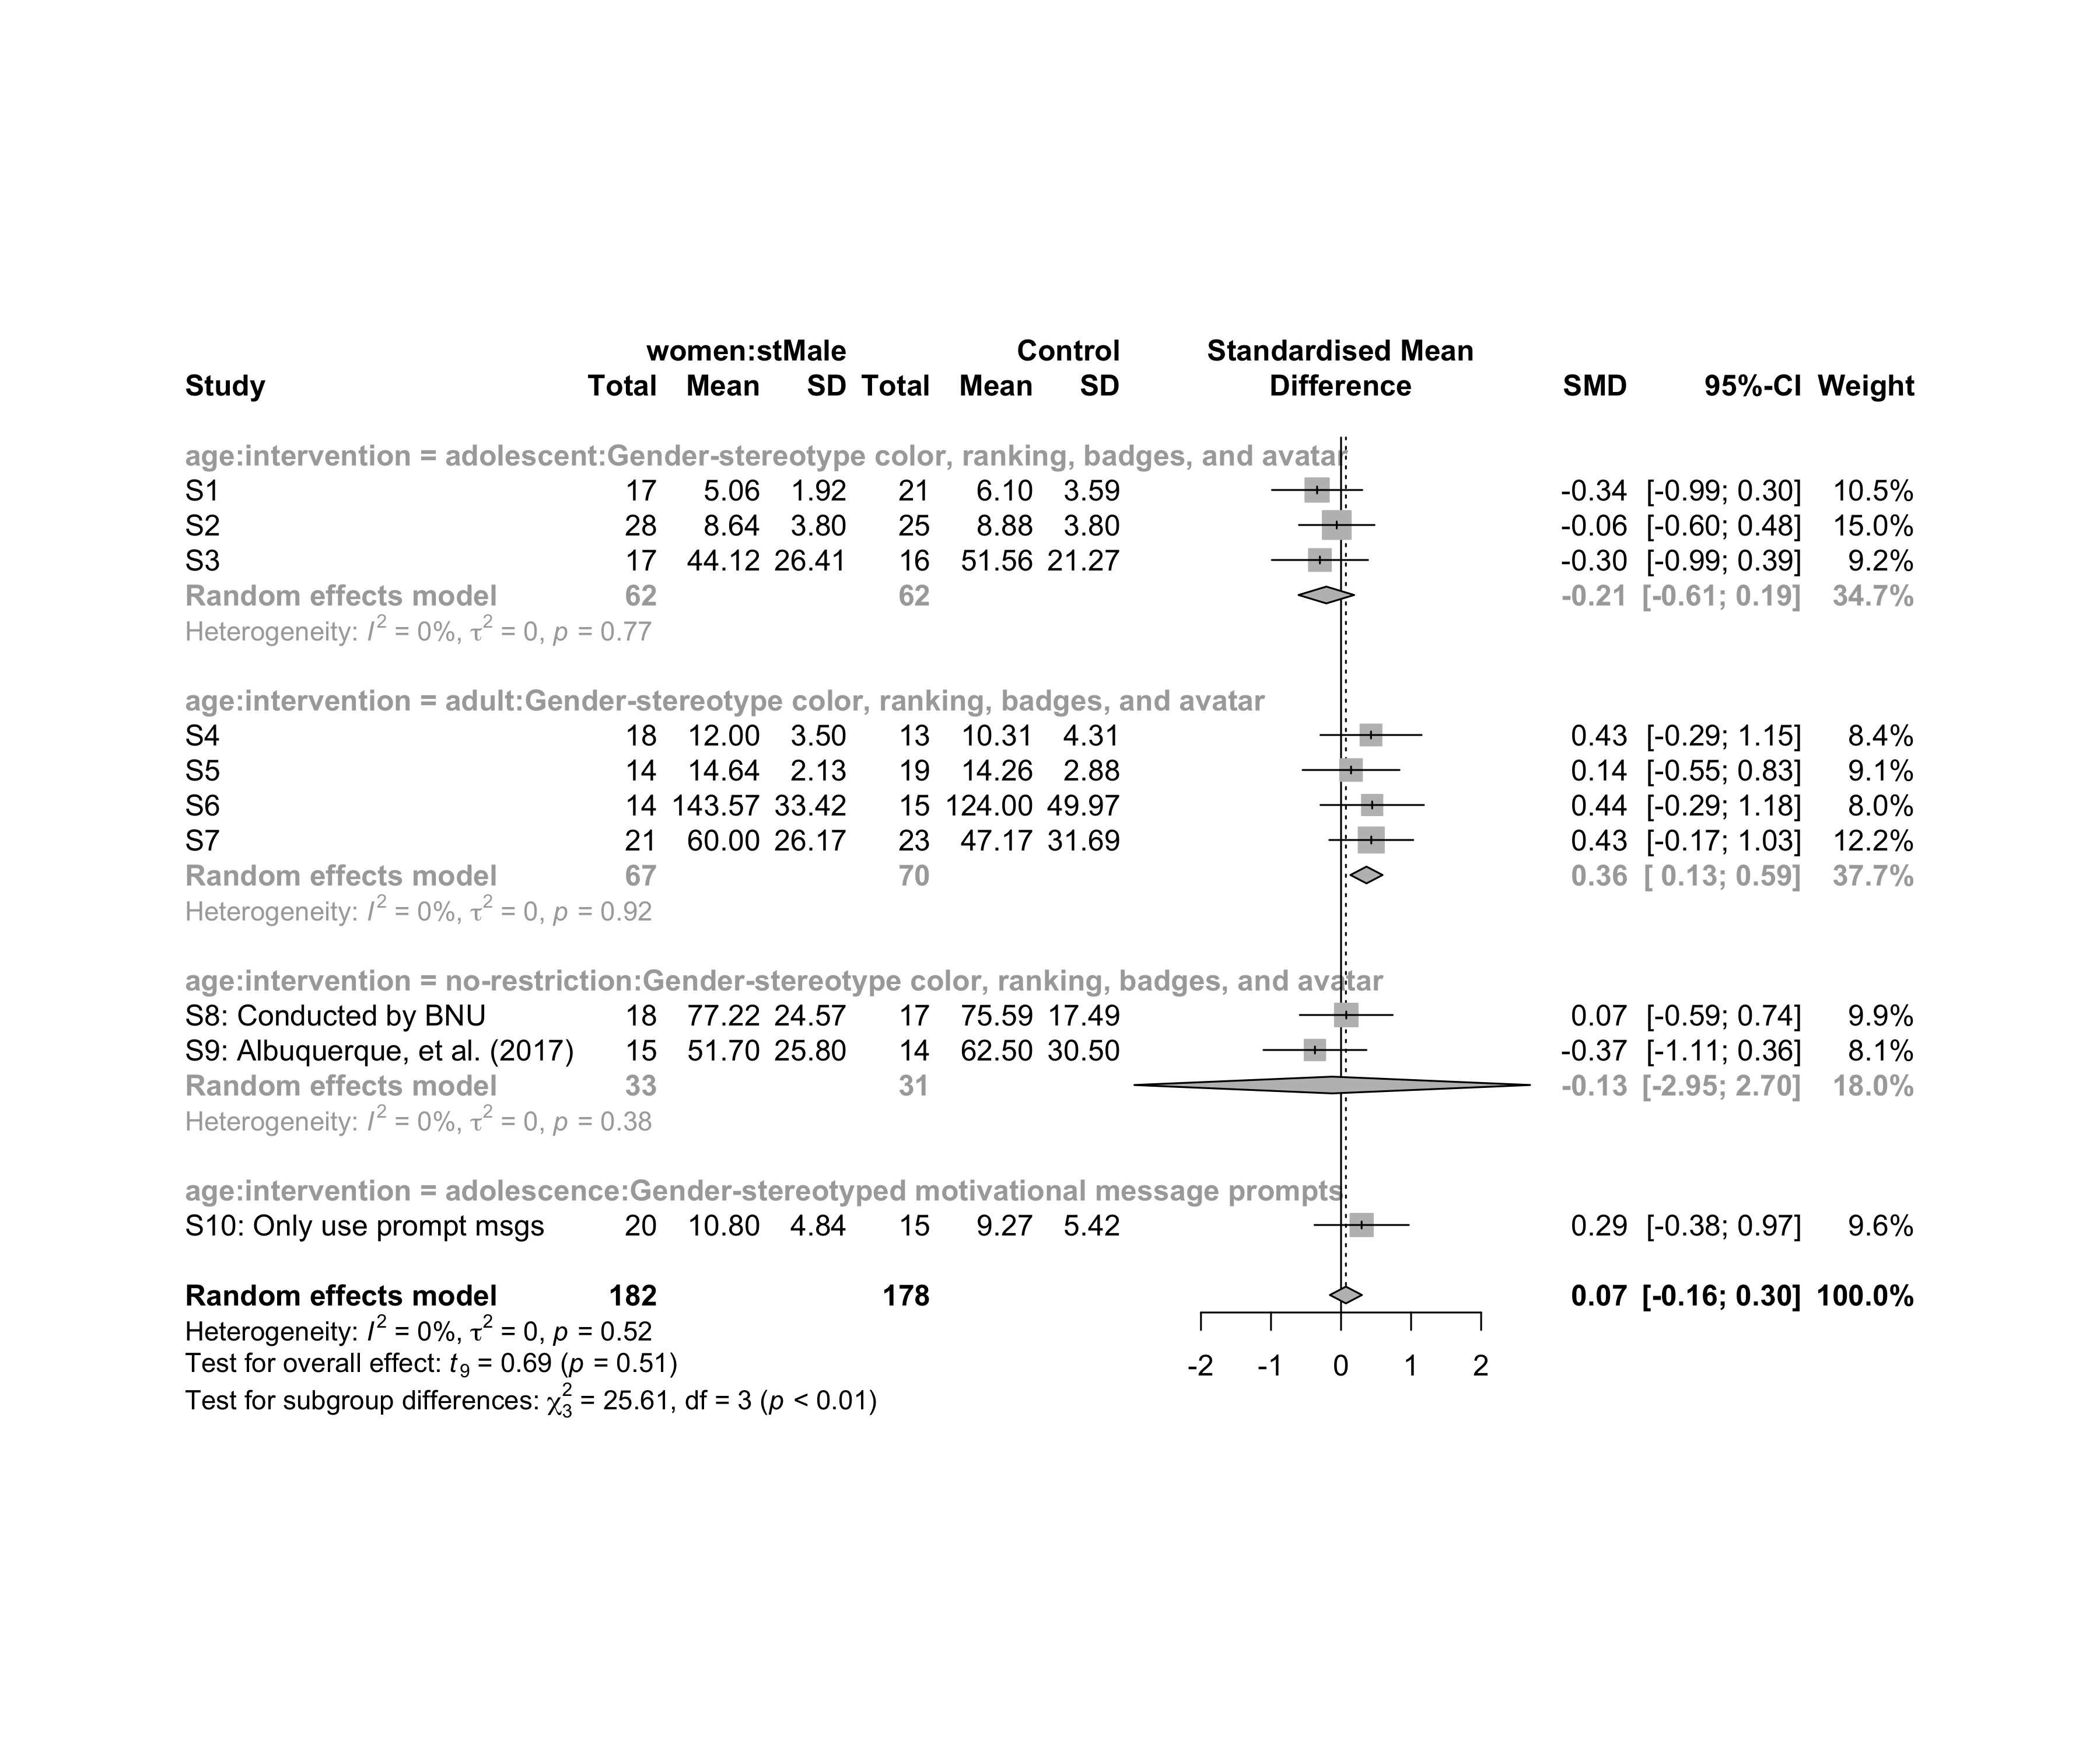 women:stMale Control Standardised Mean
Study Total Mean SD Total Mean SD Difference SMD 95%-CI Weight
age:intervention = adolescent:Gender-stereotype color, ranking, badges, and avatar
S1 17 5.06 1.92 21 6.10 3.59 -0.34 [-0.99; 0.30] 10.5%
S2 28 8.64 3.80 25 8.88 3.80 -0.06 [-0.60; 0.48] 15.0%
S3 17 44.12 26.41 16 51.56 21.27 -0.30 [-0.99; 0.39] 9.2%
Random effects model 62 62 -0.21 [-0.61; 0.19] 34.7%
Heterogeneity: I² = 0%, τ² = 0, p = 0.77
age:intervention = adult:Gender-stereotype color, ranking, badges, and avatar
S4 18 12.00 3.50 13 10.31 4.31 0.43 [-0.29; 1.15] 8.4%
S5 14 14.64 2.13 19 14.26 2.88 0.14 [-0.55; 0.83] 9.1%
S6 14 143.57 33.42 15 124.00 49.97 0.44 [-0.29; 1.18] 8.0%
S7 21 60.00 26.17 23 47.17 31.69 0.43 [-0.17; 1.03] 12.2%
Random effects model 67 70 0.36 [ 0.13; 0.59] 37.7%
Heterogeneity: I² = 0%, τ² = 0, p = 0.92
age:intervention = no-restriction:Gender-stereotype color, ranking, badges, and avatar
S8: Conducted by BNU 18 77.22 24.57 17 75.59 17.49 0.07 [-0.59; 0.74] 9.9%
S9: Albuquerque, et al. (2017) 15 51.70 25.80 14 62.50 30.50 -0.37 [-1.11; 0.36] 8.1%
Random effects model 33 31 -0.13 [-2.95; 2.70] 18.0%
Heterogeneity: I² = 0%, τ² = 0, p = 0.38
age:intervention = adolescence:Gender-stereotyped motivational message prompts
S10: Only use prompt msgs 20 10.80 4.84 15 9.27 5.42 0.29 [-0.38; 0.97] 9.6%
Random effects model 182 178 0.07 [-0.16; 0.30] 100.0%
Heterogeneity: I² = 0%, τ² = 0, p = 0.52
Test for overall effect: t₉ = 0.69 (p = 0.51)
-2 -1 0 1 2
Test for subgroup differences: χ²₃ = 25.61, df = 3 (p < 0.01)